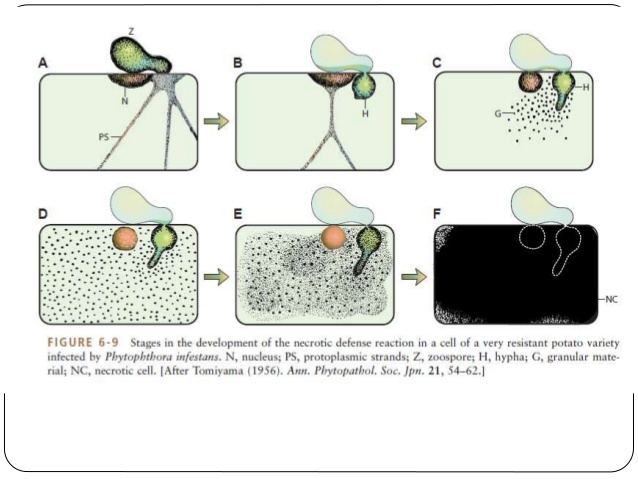 Z
A
B
C
N
H
H
G
PS
D
E
F
NC
FIGURE 6-9 Stages in the development of the necrotic defense reaction in a cell of a very resistant potato variety
infected by Phytophthora infestans. N, nucleus; PS, protoplasmic strands; Z, zoospore; H, hypha; G, granular mate-
rial; NC, necrotic cell. [After Tomiyama (1956). Ann. Phytopathol. Soc. Jpn. 21, 54–62.]